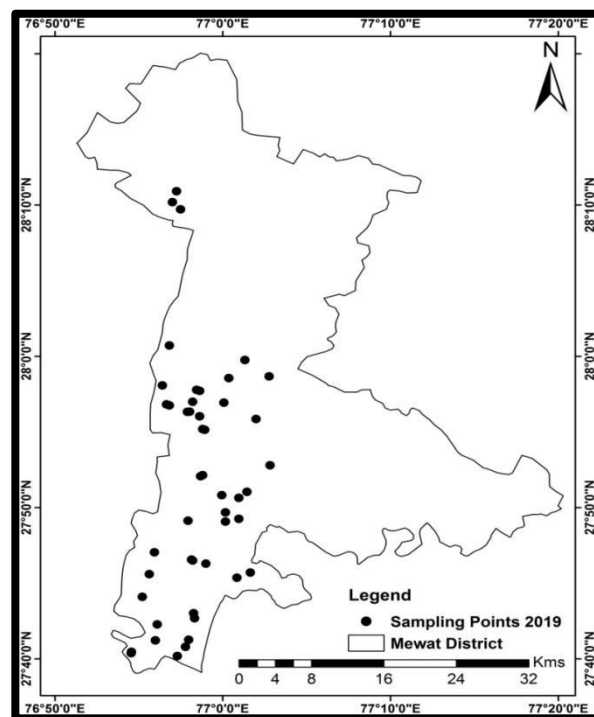 76°50'0"E 77°0'0"E 77°10'0"E 77°20'0"E
N
28°10'0"N 28°10'0"N
28°0'0"N 28°0'0"N
27°50'0"N 27°50'0"N
27°40'0"N 27°40'0"N
Legend
Sampling Points 2019
Mewat District
Kms
0 4 8 16 24 32
76°50'0"E 77°0'0"E 77°10'0"E 77°20'0"E